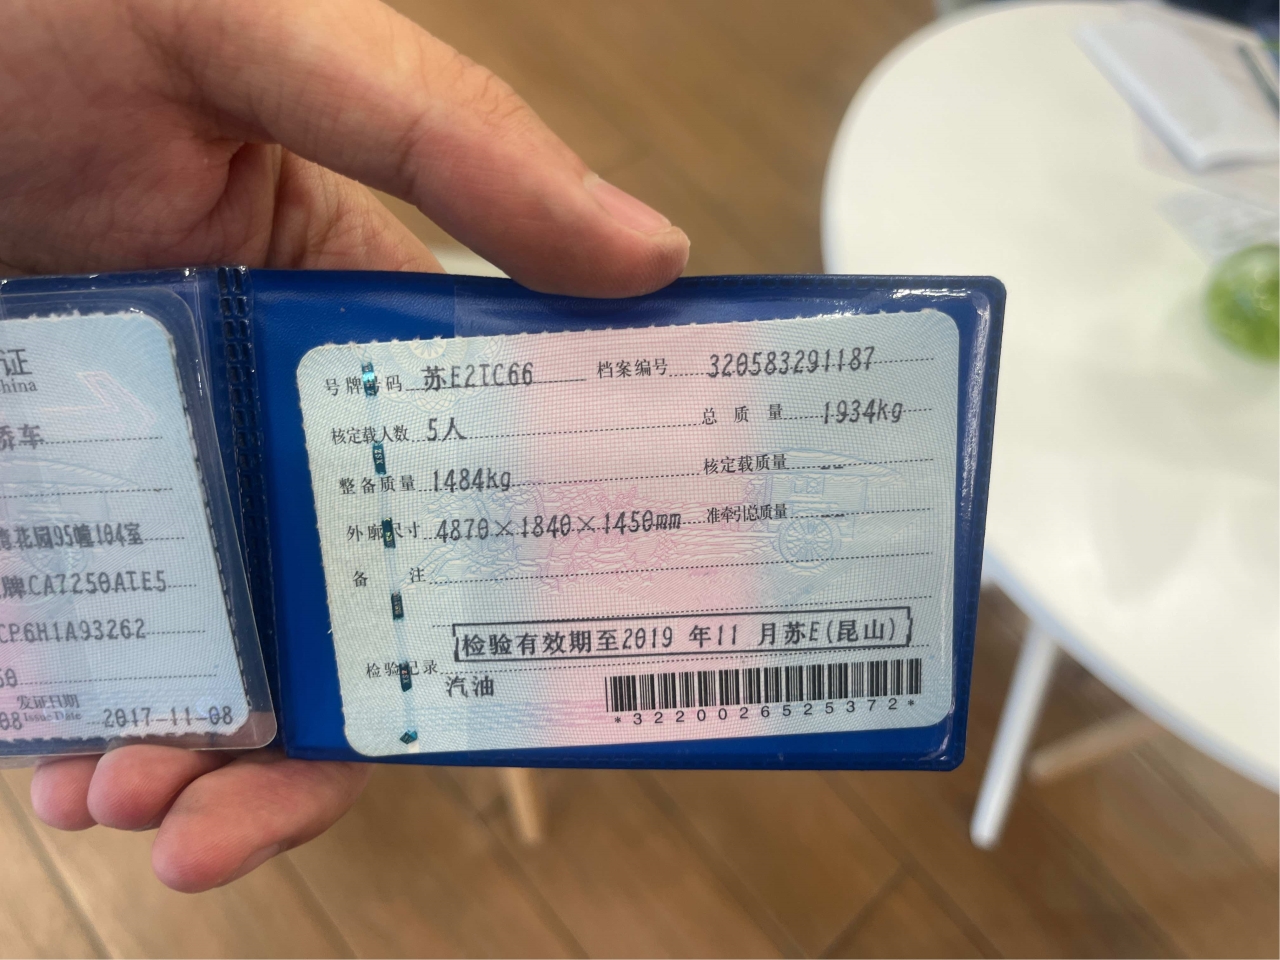 证
China
轿车
花园95幢104室
牌CA7250ATE5
CP6H1A93262
60
发证日期
08 Issue Date 2017-11-08
号牌号码 苏E2TC66 档案编号 320583291187
核定载人数 5人 总质量 1934kg
整备质量 1484kg 核定载质量 --
外廓尺寸 4870×1840×1450mm 准牵引总质量 --
备注
检验有效期至2019年11月苏E(昆山)
检验记录
汽油
*3220026525372*